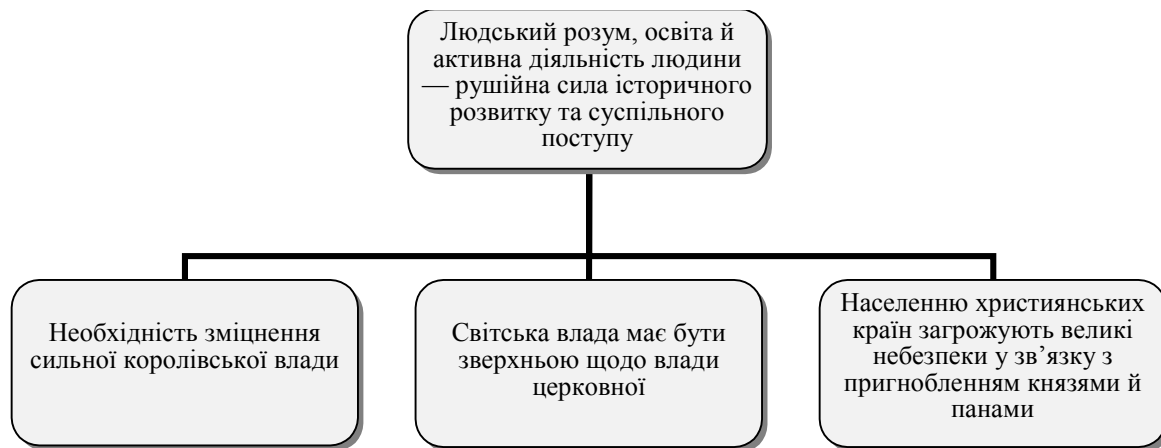 Людський розум, освіта й
активна діяльність людини
— рушійна сила історичного
розвитку та суспільного
поступу
Необхідність зміцнення
сильної королівської влади
Світська влада має бути
зверхньою щодо влади
церковної
Населенню християнських
країн загрожують великі
небезпеки у зв’язку з
пригнобленням князями й
панами